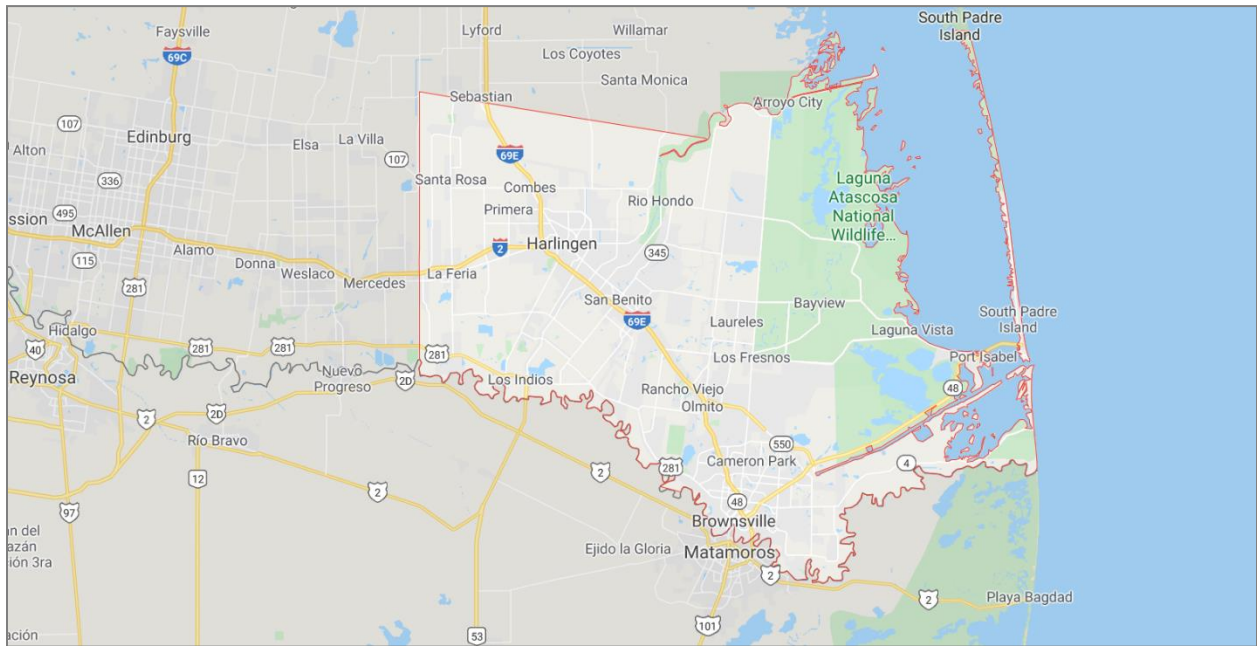 South Padre
Island
Faysville
Lyford
Willamar
69C
Los Coyotes
Santa Monica
Sebastian
Arroyo City
107
Edinburg
Elsa
La Villa
107
Alton
69E
336
Santa Rosa
Combes
Laguna
Atascosa
National
Wildlife...
Primera
Rio Hondo
495
ssion
McAllen
Harlingen
2
345
Alamo
115
Donna
Weslaco
Mercedes
La Feria
281
San Benito
Bayview
69E
Laureles
South Padre
Island
Laguna Vista
Hidalgo
40
281
281
281
Los Fresnos
Port Isabel
Reynosa
Nuevo
Progreso
2D
Los Indios
Rancho Viejo
Olmito
48
2
2D
Río Bravo
550
Cameron Park
281
4
12
2
2
97
48
Brownsville
an del
azán
ción 3ra
Ejido la Gloria
Matamoros
2
2
Playa Bagdad
ación
53
101